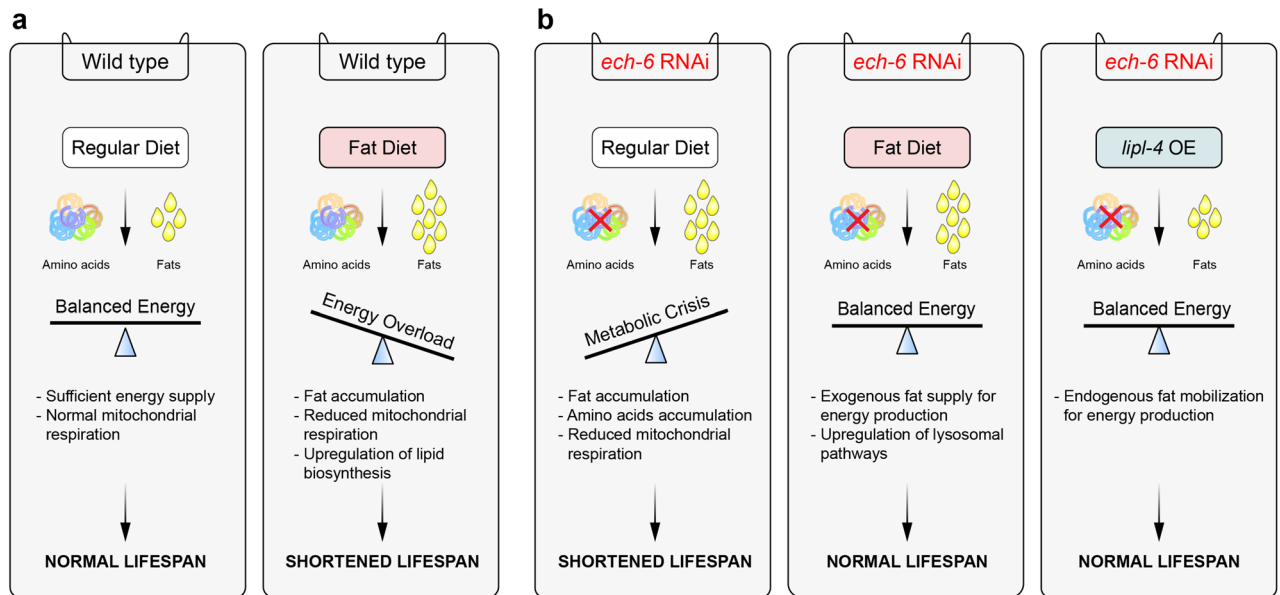 a
Wild type
Regular Diet
Amino acids
Fats
Balanced Energy
- Sufficient energy supply
- Normal mitochondrial
respiration
NORMAL LIFESPAN
Wild type
Fat Diet
Amino acids
Fats
Energy Overload
- Fat accumulation
- Reduced mitochondrial
respiration
- Upregulation of lipid
biosynthesis
SHORTENED LIFESPAN
b
ech-6 RNAi
Regular Diet
Amino acids
Fats
Metabolic Crisis
- Fat accumulation
- Amino acids accumulation
- Reduced mitochondrial
respiration
SHORTENED LIFESPAN
ech-6 RNAi
Fat Diet
Amino acids
Fats
Balanced Energy
- Exogenous fat supply for
energy production
- Upregulation of lysosomal
pathways
NORMAL LIFESPAN
ech-6 RNAi
lipl-4 OE
Amino acids
Fats
Balanced Energy
- Endogenous fat mobilization
for energy production
NORMAL LIFESPAN